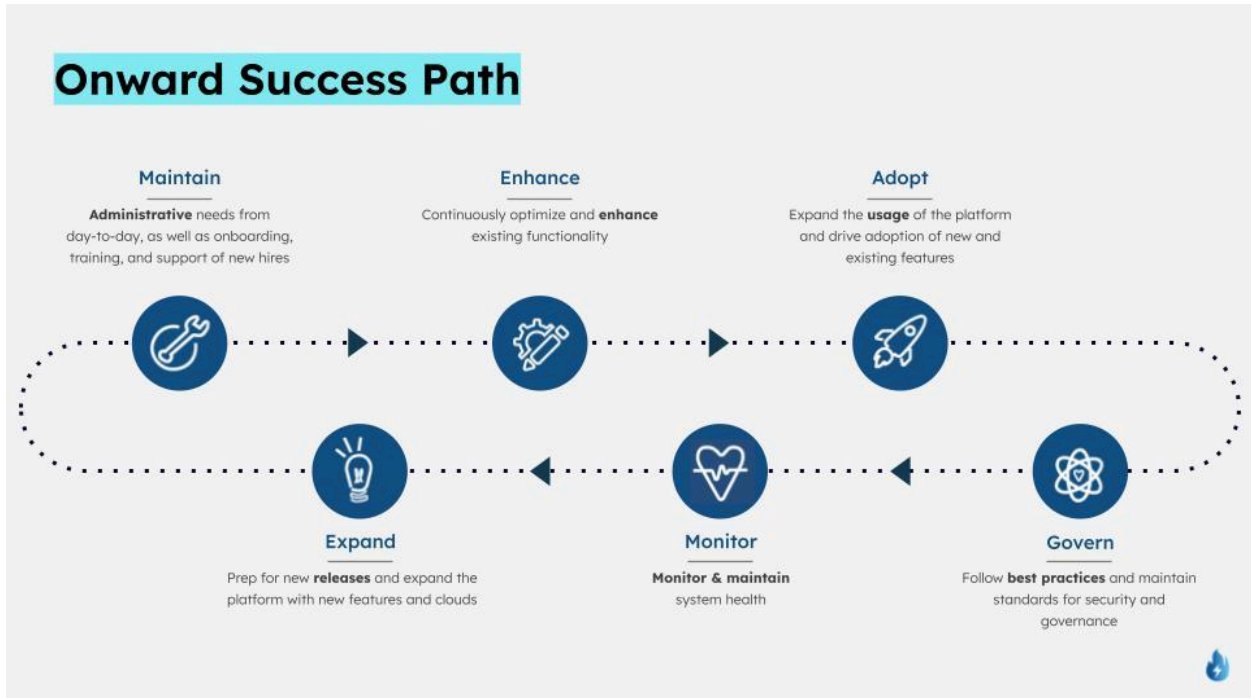 Onward Success Path
Maintain
Administrative needs from
day-to-day, as well as onboarding,
training, and support of new hires
Enhance
Continuously optimize and enhance
existing functionality
Adopt
Expand the usage of the platform
and drive adoption of new and
existing features
Expand
Prep for new releases and expand the
platform with new features and clouds
Monitor
Monitor & maintain
system health
Govern
Follow best practices and maintain
standards for security and
governance